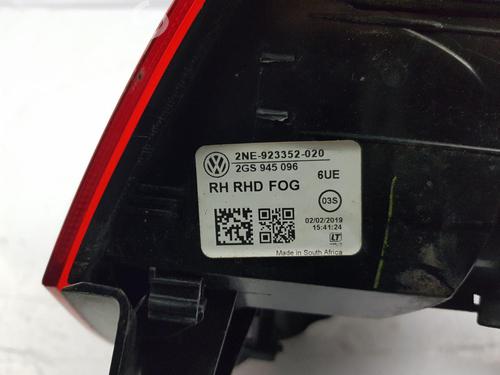 2NE-923352-020
2GS 945 096
RH RHD FOG
6UE
03S
02/02/2019
15:41:24
LT
Made in South Africa